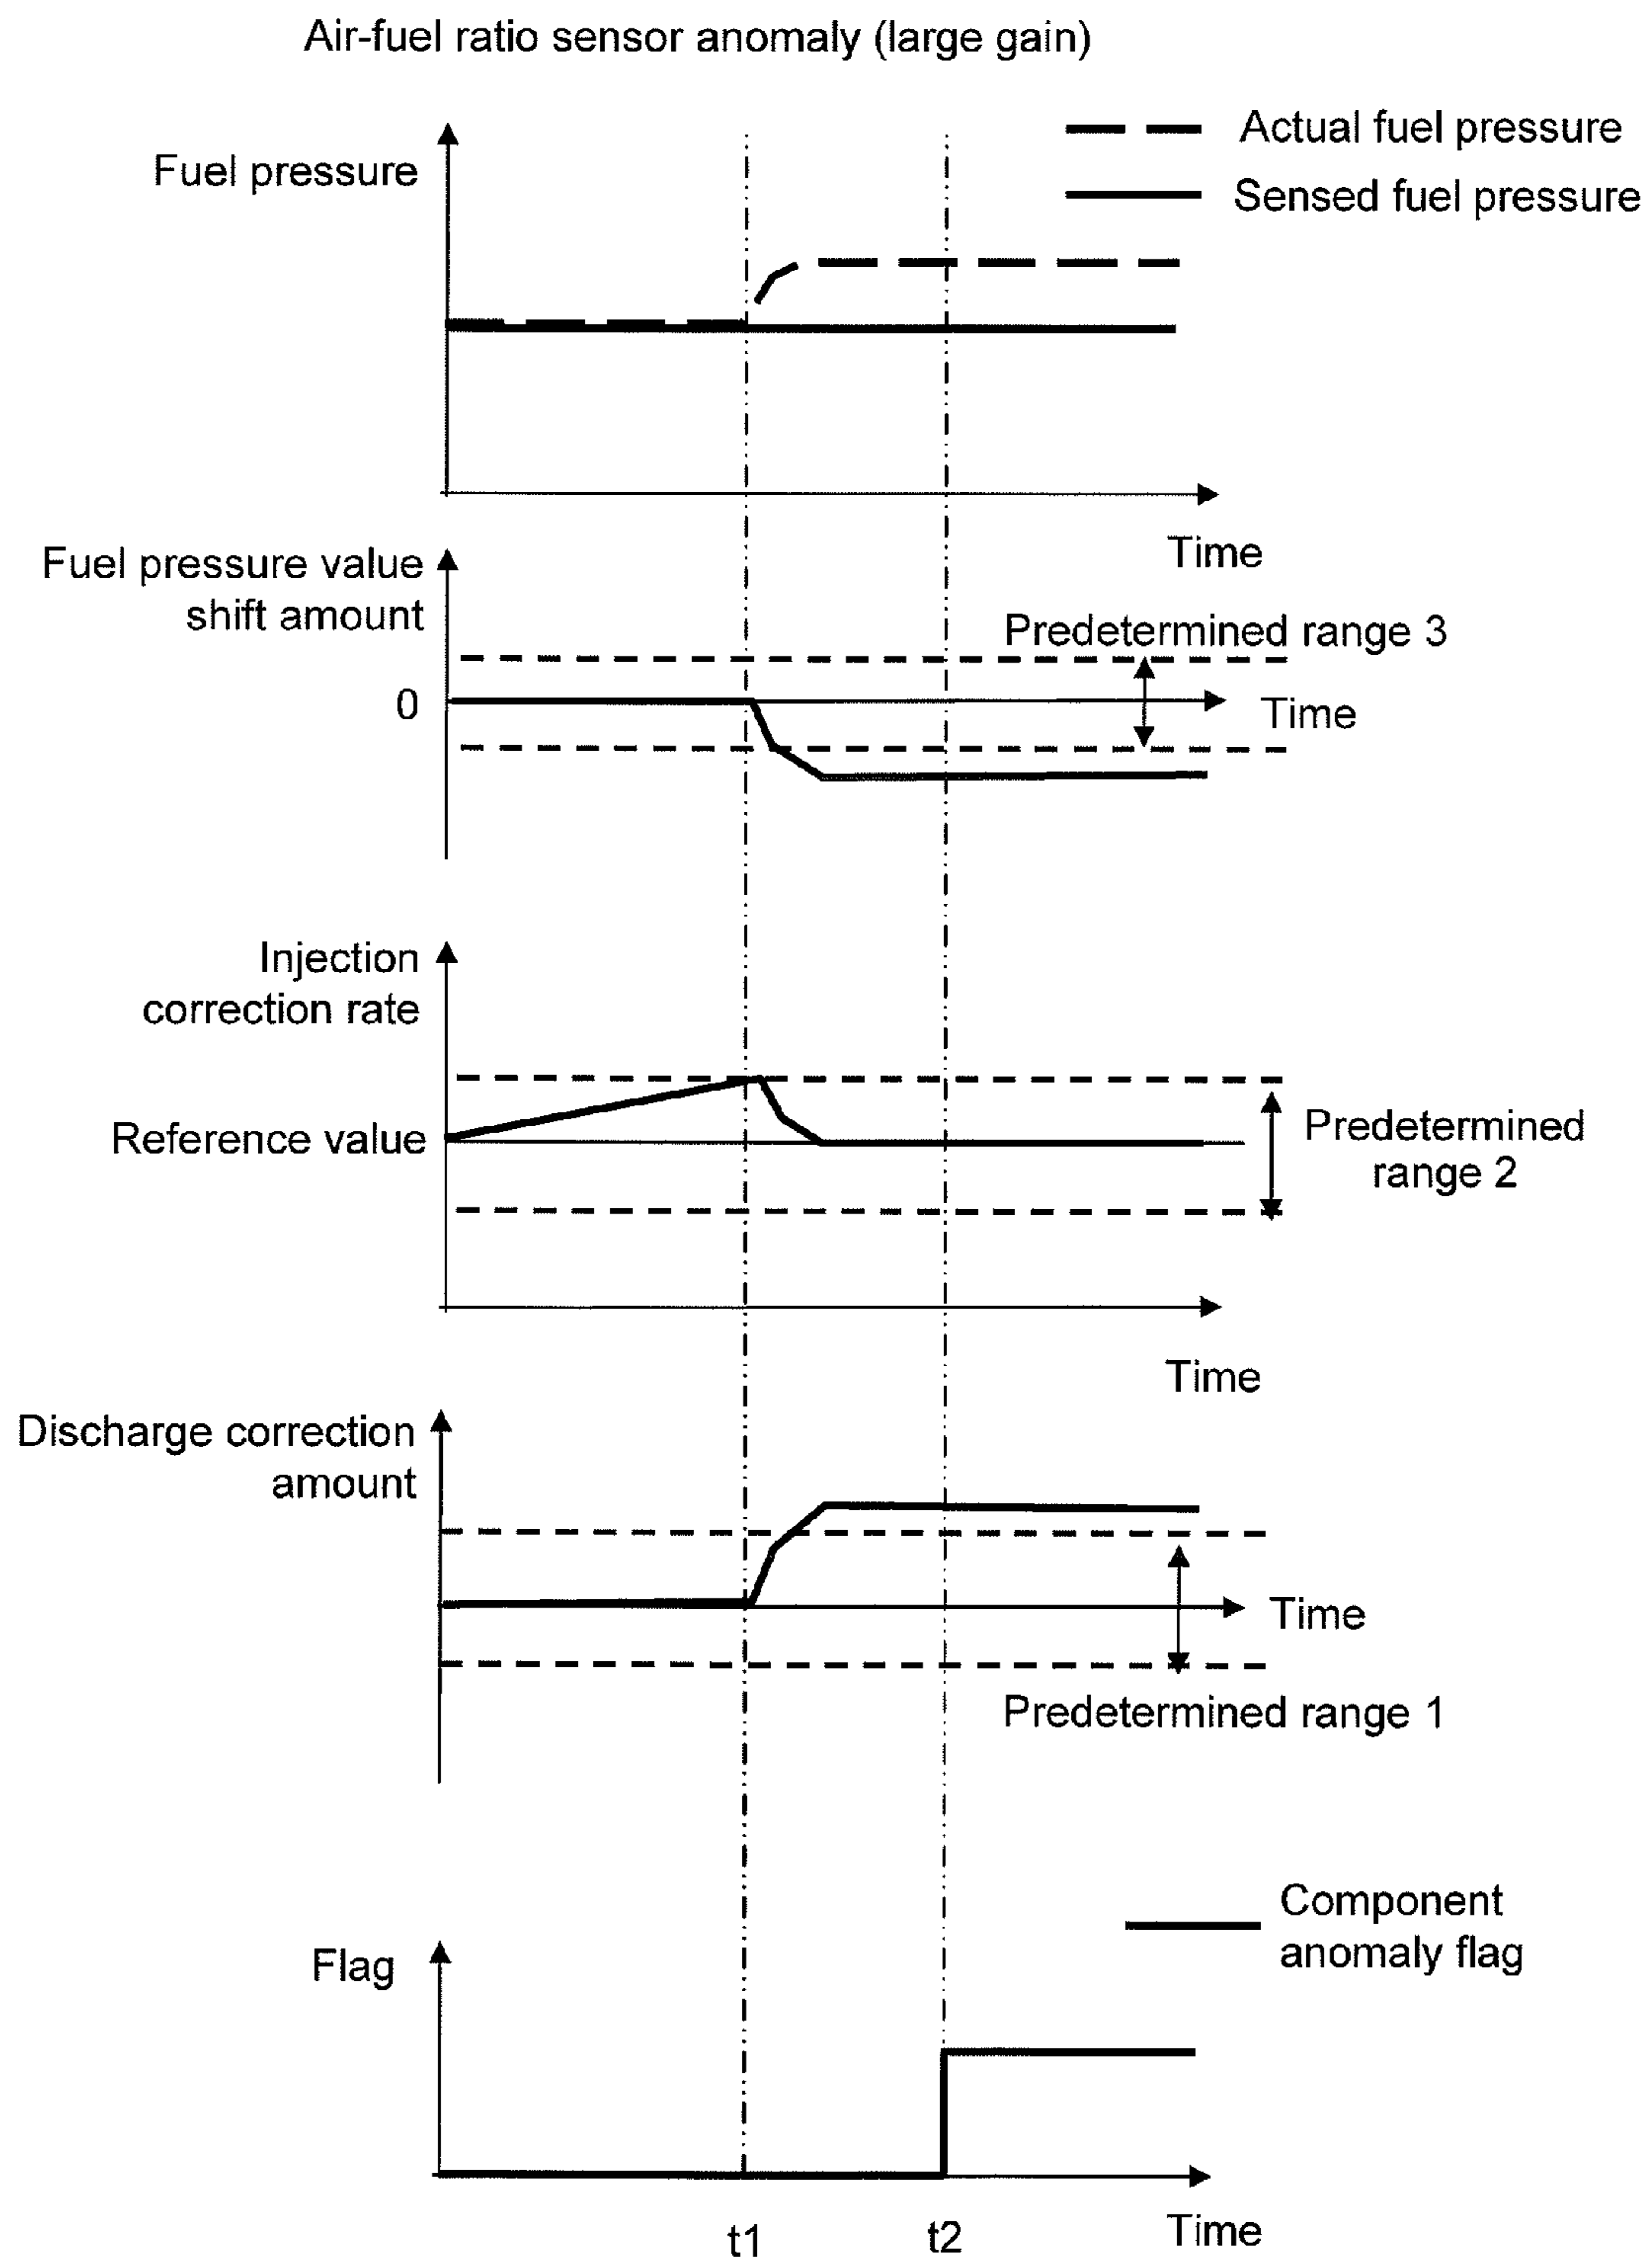 Air-fuel ratio sensor anomaly (large gain)
Actual fuel pressure
Fuel pressure
Sensed fuel pressure
Time
Fuel pressure value
shift amount
Predetermined range 3
0
Time
Injection
correction rate
Reference value
Predetermined
range 2
Time
Discharge correction
amount
Time
Predetermined range 1
Component
anomaly flag
Flag
t1
t2
Time